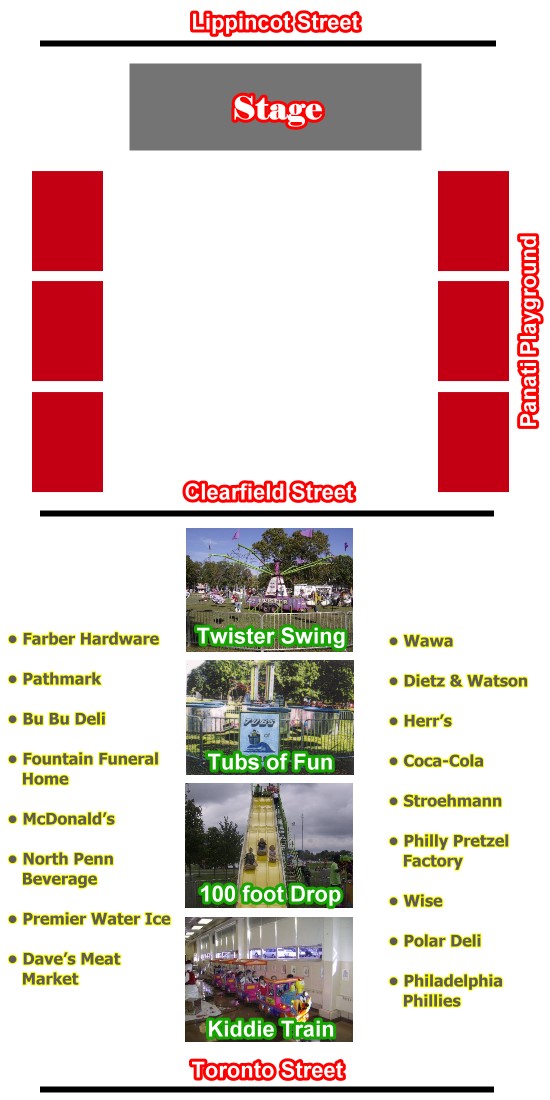 Lippincot Street
Stage
Panati Playground
Clearfield Street
Twister Swing
• Farber Hardware
• Pathmark
• Bu Bu Deli
• Fountain Funeral
Home
• McDonald's
• North Penn
Beverage
• Premier Water Ice
• Dave's Meat
Market
TUBS
OF
Tubs of Fun
100 foot Drop
Kiddie Train
• Wawa
• Dietz & Watson
• Herr's
• Coca-Cola
• Stroehmann
• Philly Pretzel
Factory
• Wise
• Polar Deli
• Philadelphia
Phillies
Toronto Street